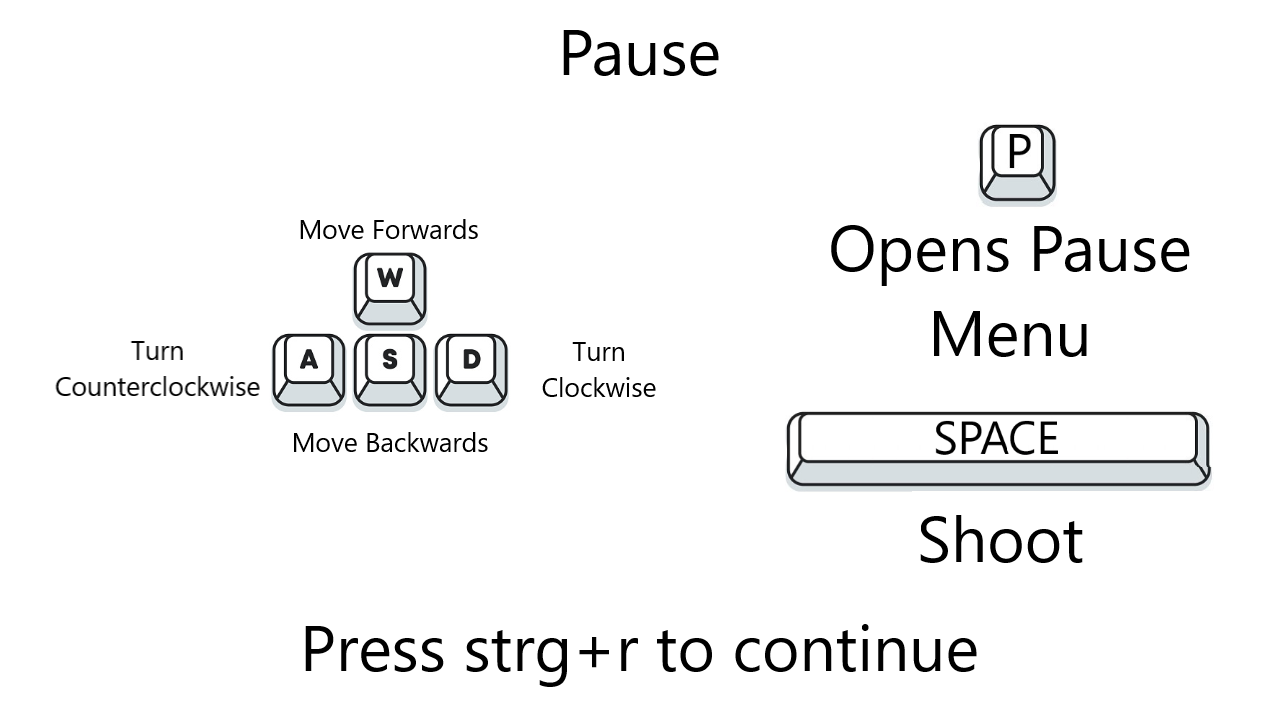 Pause
Move Forwards
W
Turn
Counterclockwise
A
S
D
Turn
Clockwise
Move Backwards
P
Opens Pause
Menu
SPACE
Shoot
Press strg+r to continue